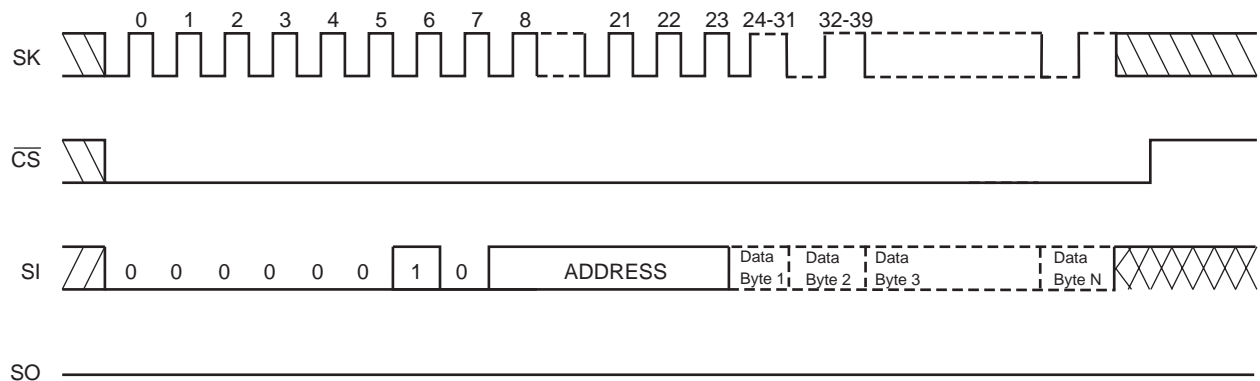 0 1 2 3 4 5 6 7 8 21 22 23 24-31 32-39
SK
CS
SI 0 0 0 0 0 0 1 0 ADDRESS
Data Byte 1
Data Byte 2
Data Byte 3
Data Byte N
SO